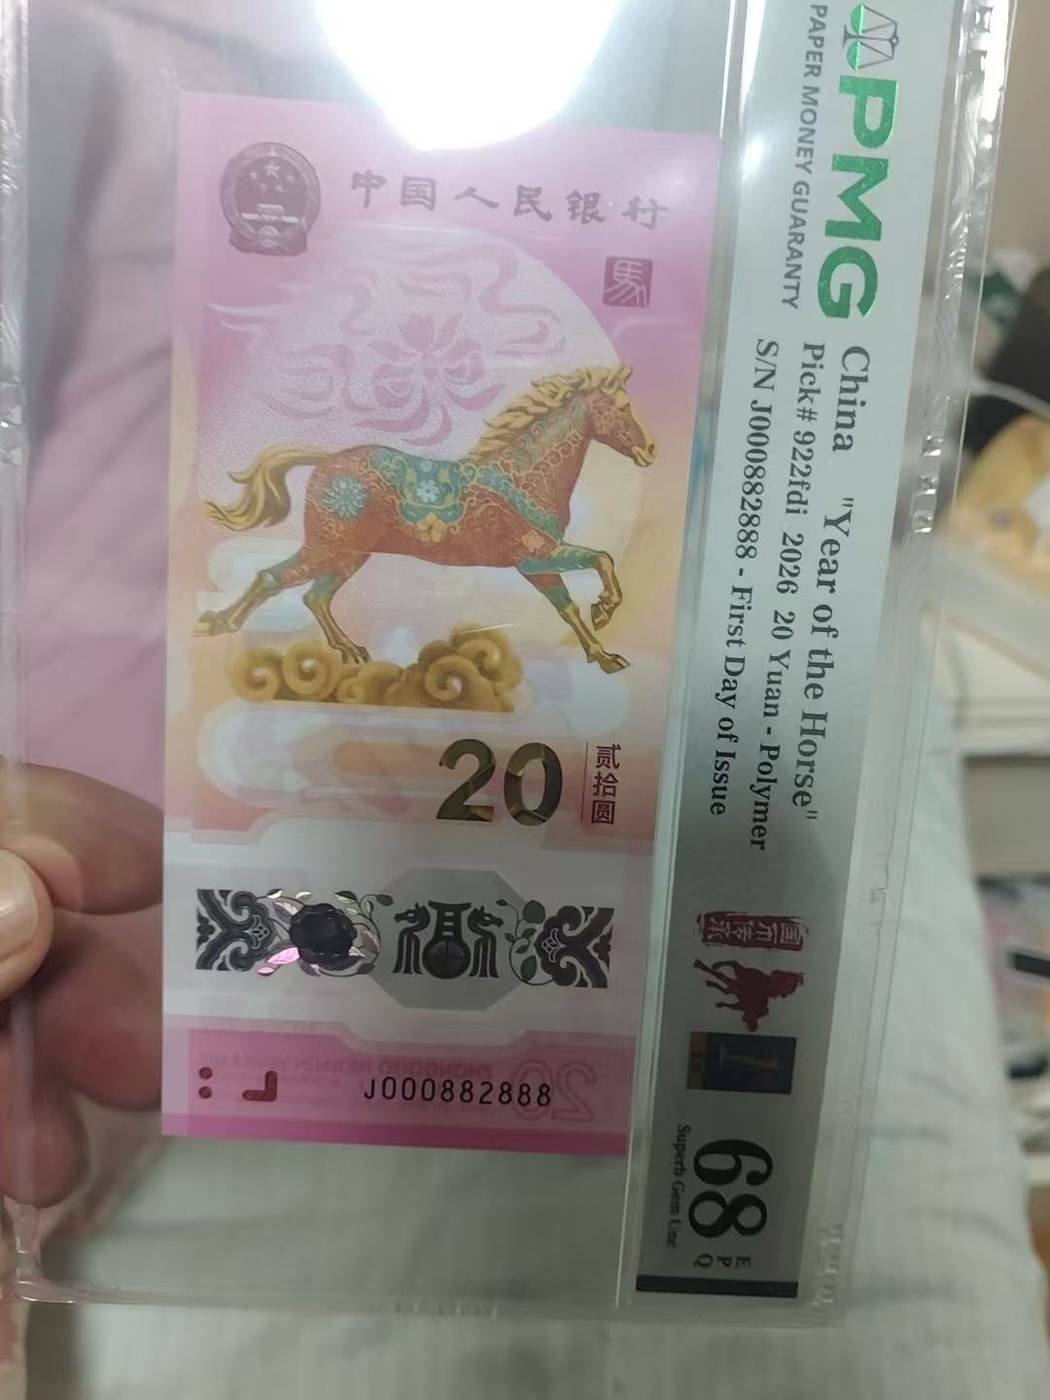 中国人民银行
馬
20
贰拾圆
J000882888
20
PMG
PAPER MONEY GUARANTY
China "Year of the Horse"
Pick# 922fdi 2026 20 Yuan - Polymer
S/N J000882888 - First Day of Issue
68
EPQ
Superb Gem Unc